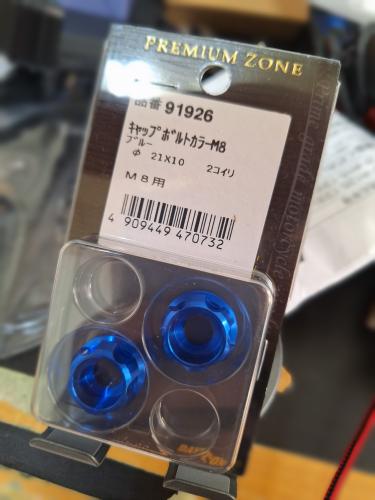 PREMIUM ZONE
品番 91926
キャップボルトカラーM8
ブルー
Φ 21X10 2コイリ
M8用
4 909449 470732